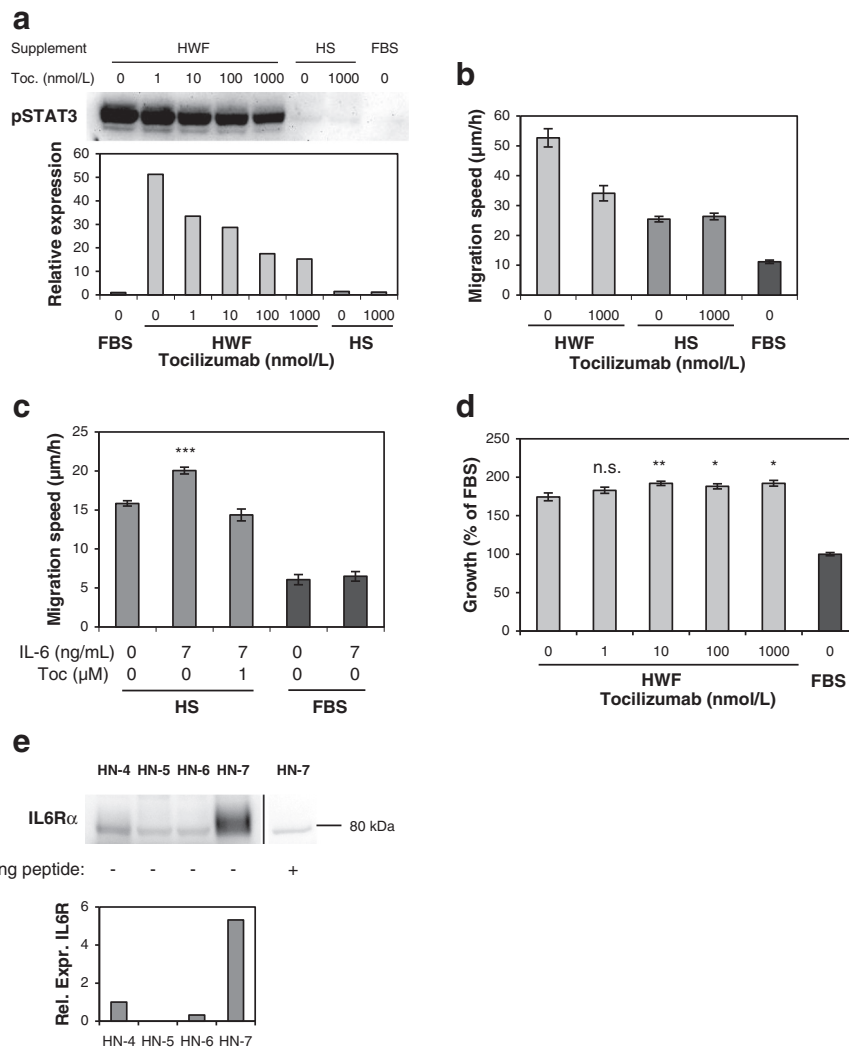 a
Supplement HWF HS FBS
Toc. (nmol/L) 0 1 10 100 1000 0 1000 0
pSTAT3
Relative expression
60
50
40
30
20
10
0
0 0 1 10 100 1000 0 1000
FBS HWF HS
Tocilizumab (nmol/L)
b
Migration speed (µm/h)
60
50
40
30
20
10
0
0 1000 0 1000 0
HWF HS FBS
Tocilizumab (nmol/L)
c
Migration speed (µm/h)
25
20
15
10
5
0
***
IL-6 (ng/mL) 0 7 7 0 7
Toc (µM) 0 0 1 0 0
HS FBS
d
Growth (% of FBS)
250
200
150
100
50
0
n.s. ** * *
0 1 10 100 1000 0
HWF FBS
Tocilizumab (nmol/L)
e
HN-4 HN-5 HN-6 HN-7 HN-7
IL6Rα 80 kDa
ng peptide: - - - - +
Rel. Expr. IL6R
6
4
2
0
HN-4 HN-5 HN-6 HN-7